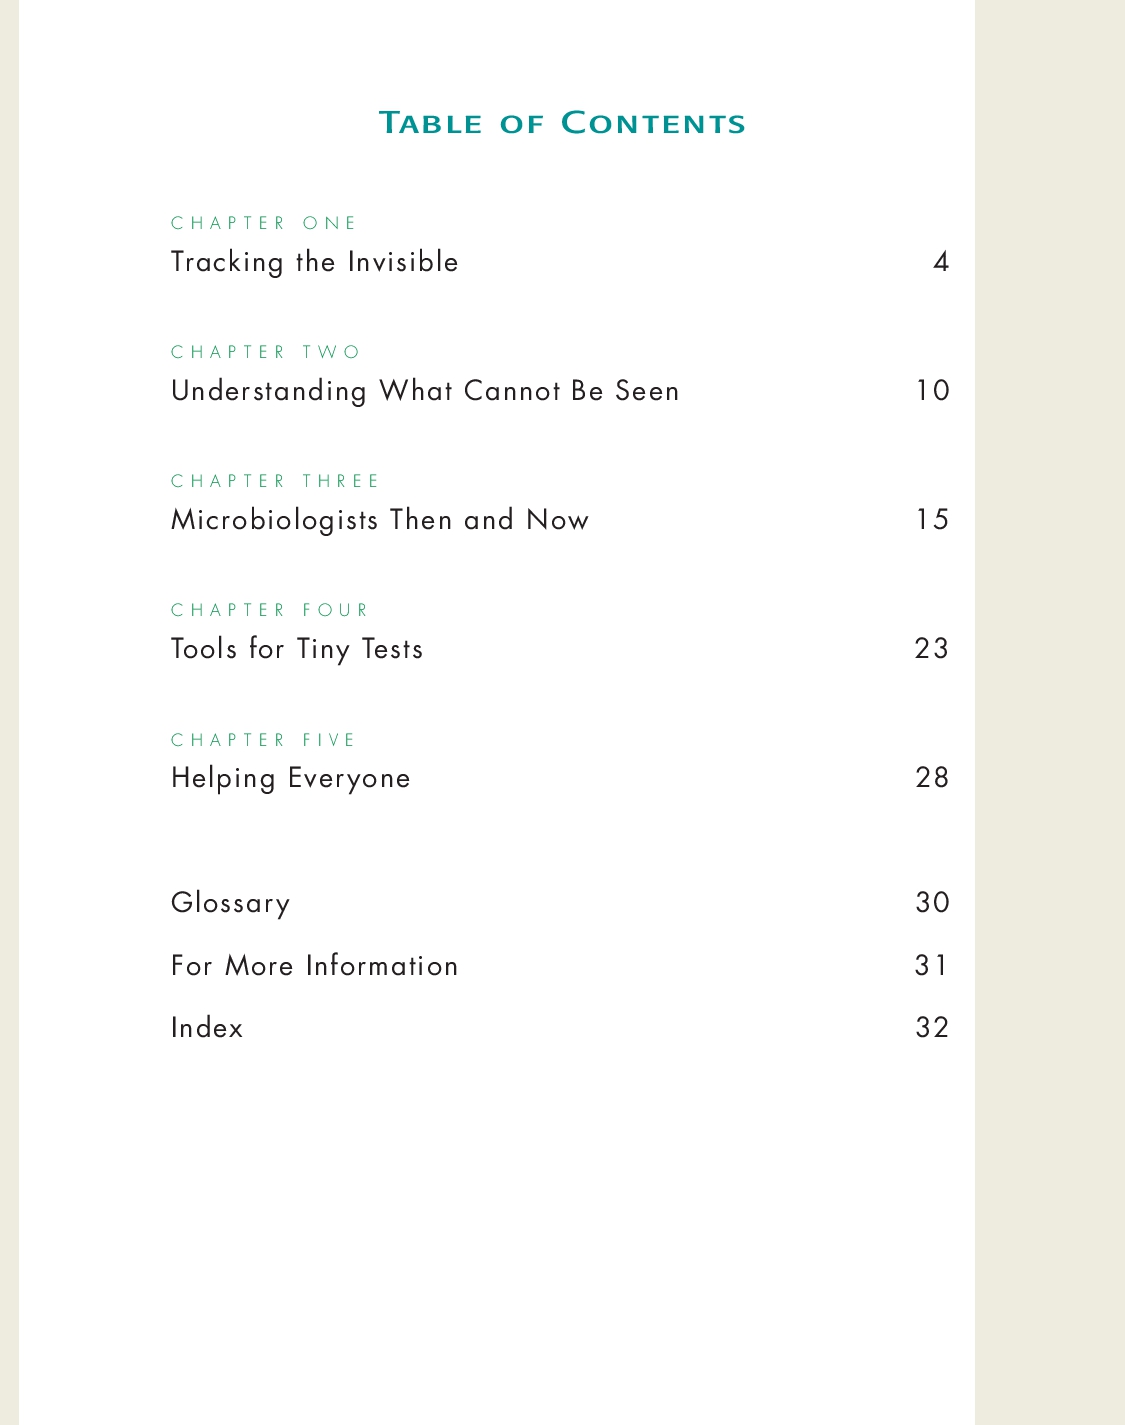 Table of Contents
CHAPTER ONE
Tracking the Invisible 4
CHAPTER TWO
Understanding What Cannot Be Seen 10
CHAPTER THREE
Microbiologists Then and Now 15
CHAPTER FOUR
Tools for Tiny Tests 23
CHAPTER FIVE
Helping Everyone 28
Glossary 30
For More Information 31
Index 32